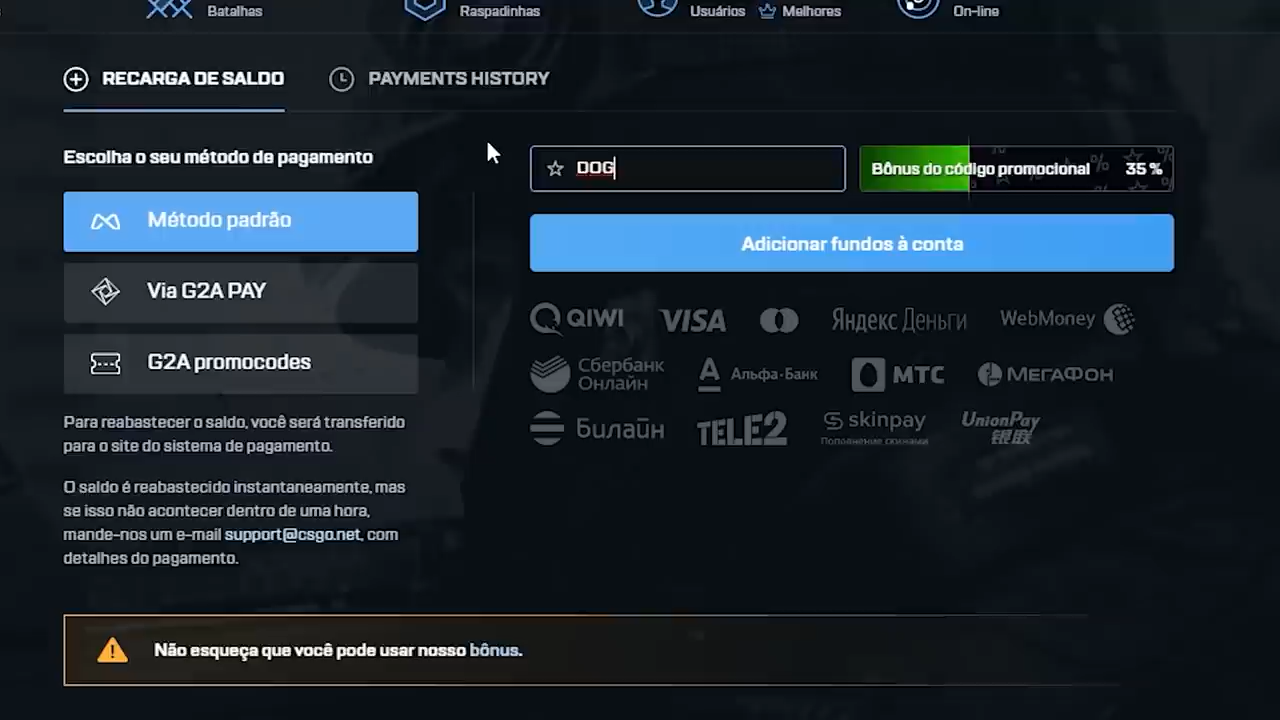 Batalhas
Raspadinhas
Usuários
Melhores
On-line
RECARGA DE SALDO
PAYMENTS HISTORY
Escolha o seu método de pagamento
Método padrão
Via G2A PAY
G2A promocodes
Para reabastecer o saldo, você será transferido
para o site do sistema de pagamento.
O saldo é reabastecido instantaneamente, mas
se isso não acontecer dentro de uma hora,
mande-nos um e-mail support@csgo.net, com
detalhes do pagamento.
DOG
Bônus do código promocional 35 %
Adicionar fundos à conta
QIWI VISA Яндекс Деньги WebMoney
Сбербанк
Онлайн
Альфа-Банк
МТС
МЕГАФОН
Билайн
TELE2
skinpay
Пополнение скинами
UnionPay
银联
Não esqueça que você pode usar nosso bônus.